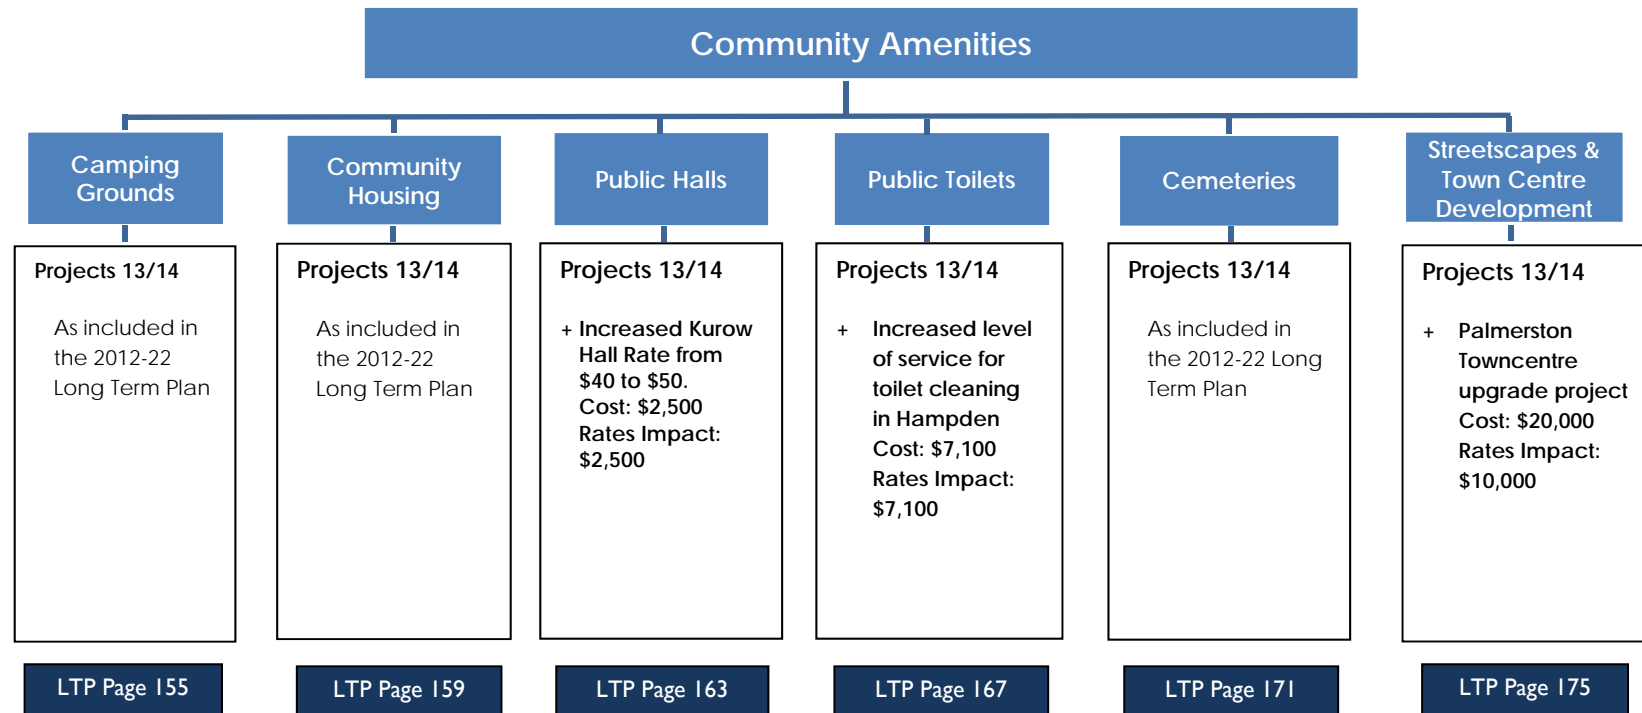 Community Amenities
Camping
Grounds
Projects 13/14
As included in
the 2012-22
Long Term Plan
LTP Page 155
Community
Housing
Projects 13/14
As included in
the 2012-22
Long Term Plan
LTP Page 159
Public Halls
Projects 13/14
+ Increased Kurow
Hall Rate from
$40 to $50.
Cost: $2,500
Rates Impact:
$2,500
LTP Page 163
Public Toilets
Projects 13/14
+ Increased level
of service for
toilet cleaning
in Hampden
Cost: $7,100
Rates Impact:
$7,100
LTP Page 167
Cemeteries
Projects 13/14
As included in
the 2012-22 Long
Term Plan
LTP Page 171
Streetscapes &
Town Centre
Development
Projects 13/14
+ Palmerston
Towncentre
upgrade project
Cost: $20,000
Rates Impact:
$10,000
LTP Page 175